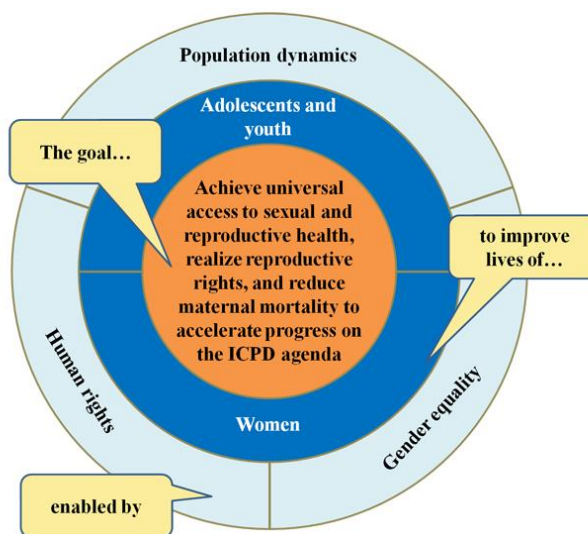 Population dynamics
Adolescents and
youth
The goal…
Achieve universal
access to sexual and
reproductive health,
realize reproductive
rights, and reduce
maternal mortality to
accelerate progress on
the ICPD agenda
to improve
lives of…
Human rights
Gender equality
Women
enabled by